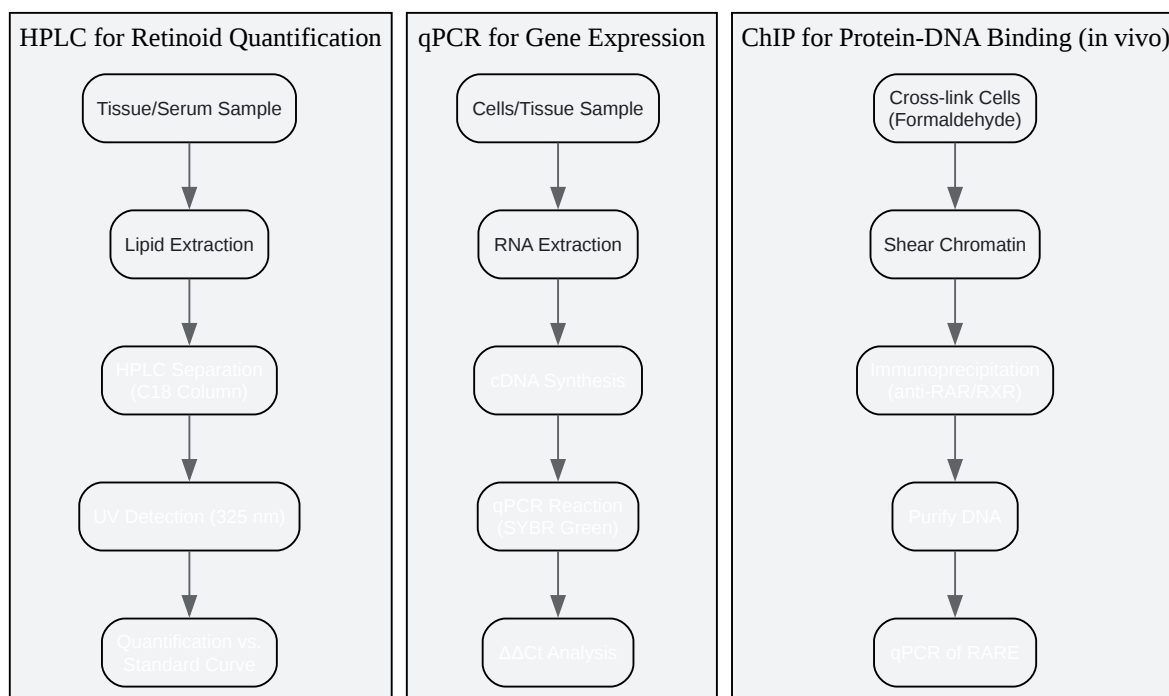 HPLC for Retinoid Quantification
Tissue/Serum Sample
Lipid Extraction
HPLC Separation
(C18 Column)
UV Detection (325 nm)
Quantification vs.
Standard Curve
qPCR for Gene Expression
Cells/Tissue Sample
RNA Extraction
cDNA Synthesis
qPCR Reaction
(SYBR Green)
ΔΔCt Analysis
ChIP for Protein-DNA Binding (in vivo)
Cross-link Cells
(Formaldehyde)
Shear Chromatin
Immunoprecipitation
(anti-RAR/RXR)
Purify DNA
qPCR of RARE